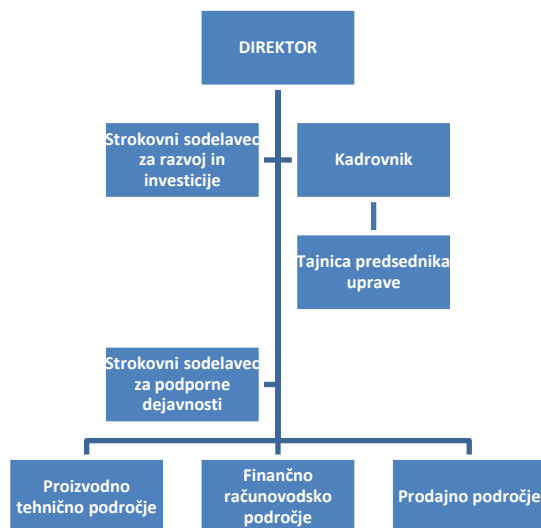 DIREKTOR
Strokovni sodelavec
za razvoj in
investicije
Kadrovnik
Tajnica predsednika
uprave
Strokovni sodelavec
za podporne
dejavnosti
Proizvodno
tehnično področje
Finančno
računovodsko
področje
Prodajno področje